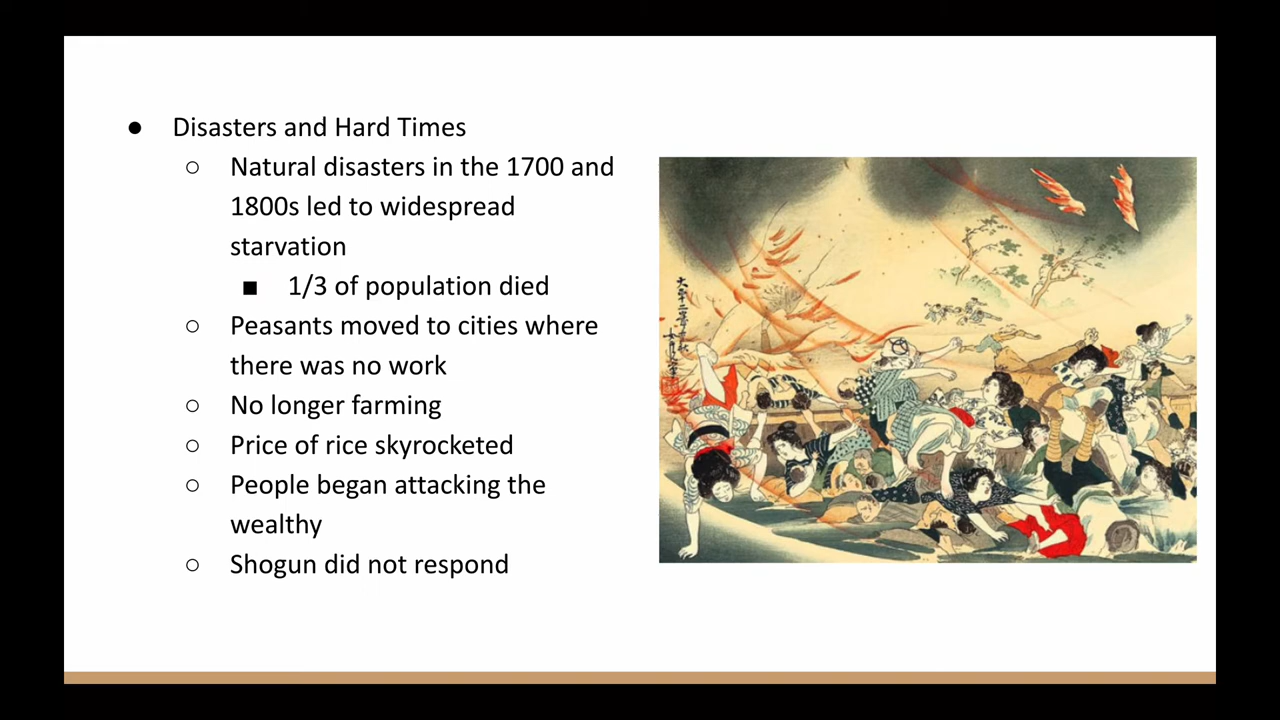 ● Disasters and Hard Times
○ Natural disasters in the 1700 and
1800s led to widespread
starvation
■ 1/3 of population died
○ Peasants moved to cities where
there was no work
○ No longer farming
○ Price of rice skyrocketed
○ People began attacking the
wealthy
○ Shogun did not respond